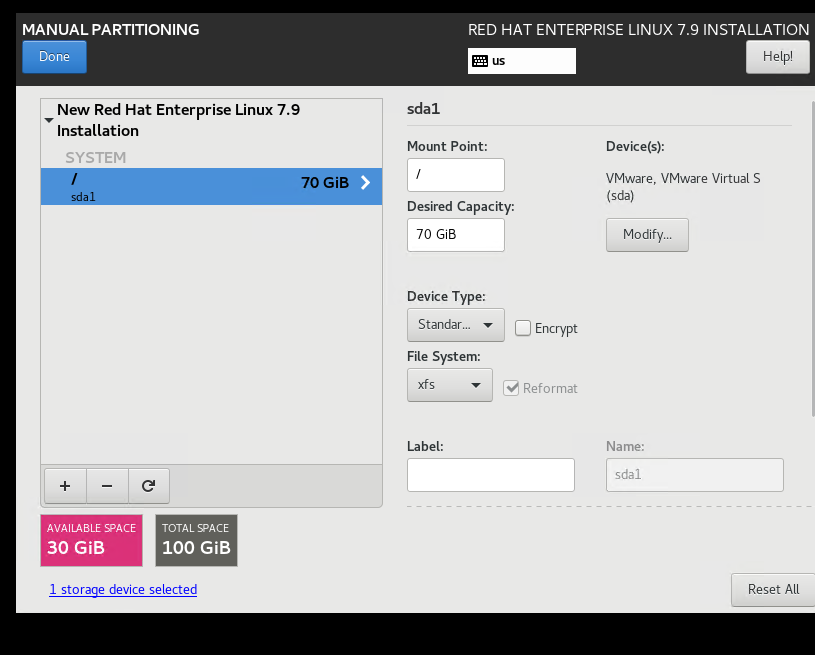 MANUAL PARTITIONING
RED HAT ENTERPRISE LINUX 7.9 INSTALLATION
Done
us
Help!
New Red Hat Enterprise Linux 7.9
Installation
SYSTEM
/
70 GiB
sda1
+
−
sda1
Mount Point:
/
Desired Capacity:
70 GiB
Device(s):
VMware, VMware Virtual S
(sda)
Modify...
Device Type:
Standar...
Encrypt
File System:
xfs
Reformat
Label:
Name:
sda1
AVAILABLE SPACE
30 GiB
TOTAL SPACE
100 GiB
1 storage device selected
Reset All